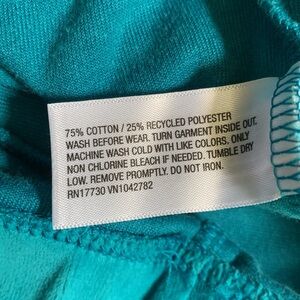 75% COTTON / 25% RECYCLED POLYESTER
WASH BEFORE WEAR. TURN GARMENT INSIDE OUT.
MACHINE WASH COLD WITH LIKE COLORS. ONLY
NON CHLORINE BLEACH IF NEEDED. TUMBLE DRY
LOW. REMOVE PROMPTLY. DO NOT IRON.
RN17730 VN1042782